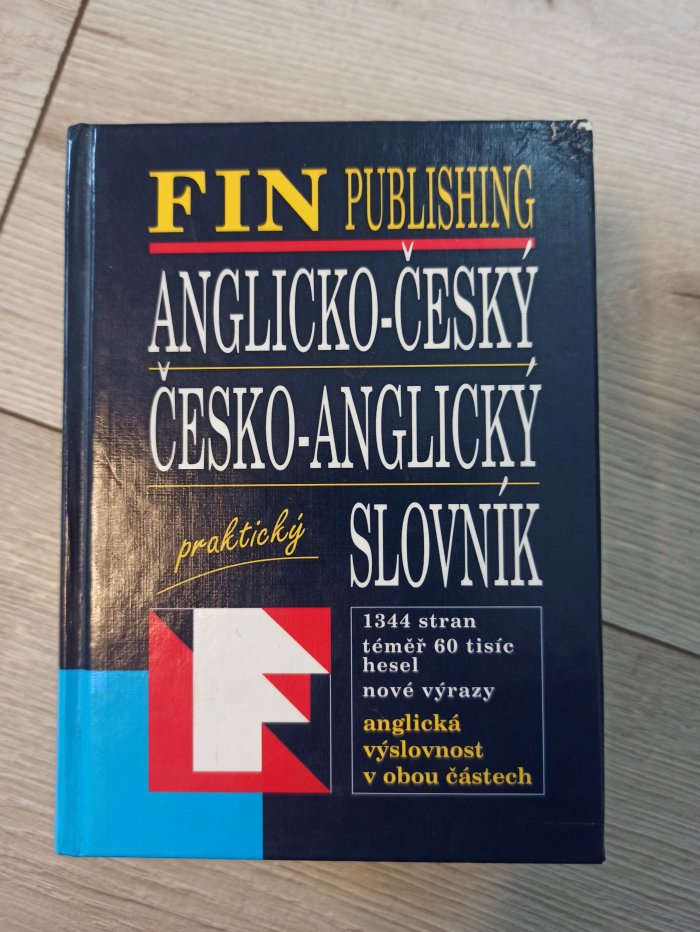 FIN PUBLISHING
ANGLICKO-ČESKÝ
ČESKO-ANGLICKÝ
praktický SLOVNÍK
1344 stran
téměř 60 tisíc
hesel
nové výrazy
anglická
výslovnost
v obou částech